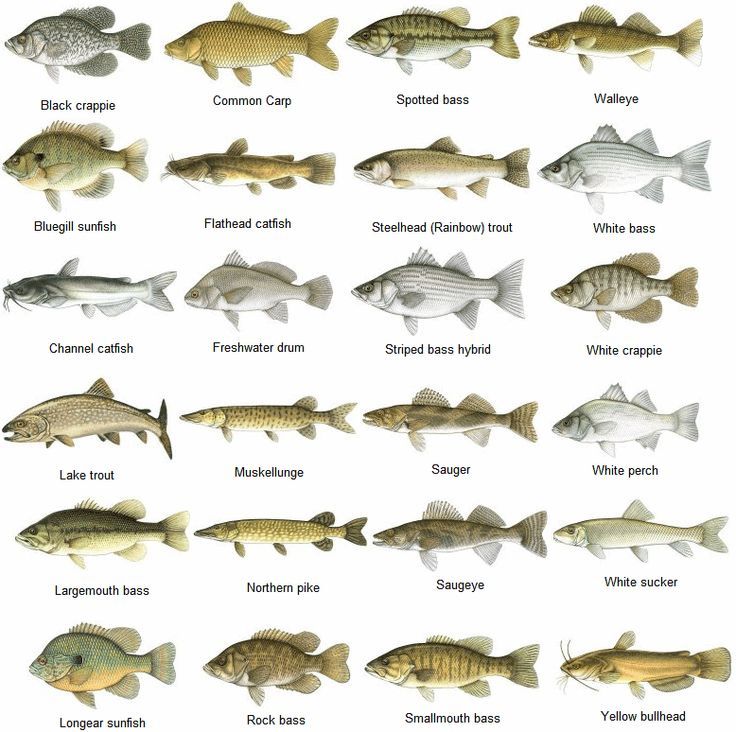 Black crappie
Common Carp
Spotted bass
Walleye
Bluegill sunfish
Flathead catfish
Steelhead (Rainbow) trout
White bass
Channel catfish
Freshwater drum
Striped bass hybrid
White crappie
Lake trout
Muskellunge
Sauger
White perch
Largemouth bass
Northern pike
Saugeye
White sucker
Longear sunfish
Rock bass
Smallmouth bass
Yellow bullhead